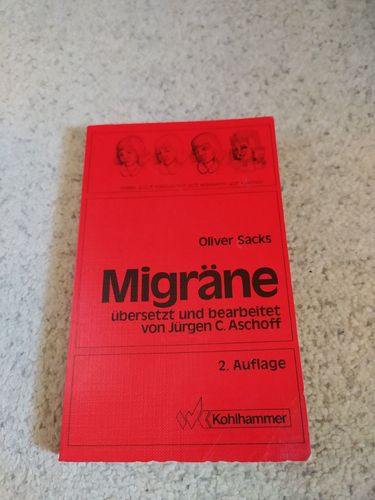 Oliver Sacks
Migräne
übersetzt und bearbeitet
von Jürgen C. Aschoff
2. Auflage
Kohlhammer